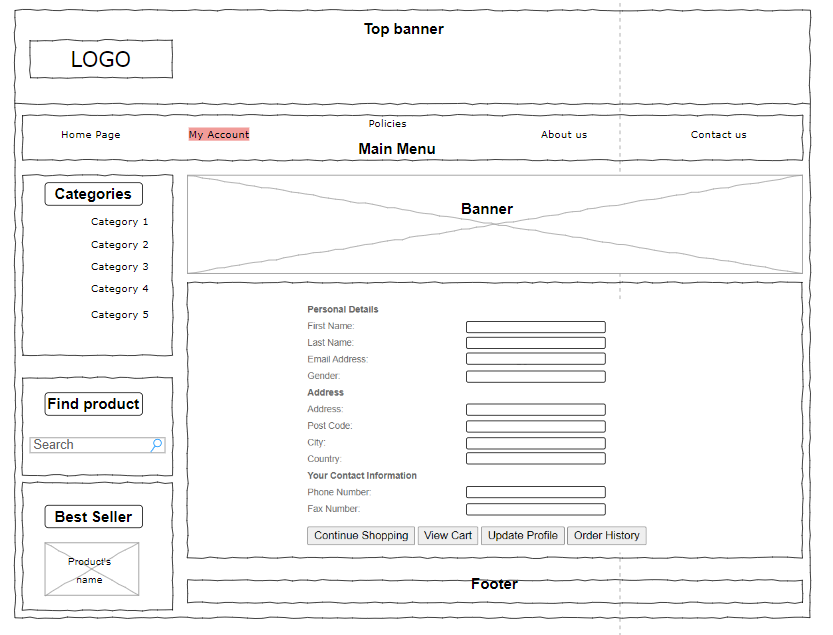 Top banner
LOGO
Home Page
My Account
Policies
About us
Contact us
Main Menu
Categories
Category 1
Category 2
Category 3
Category 4
Category 5
Find product
Search
Best Seller
Product's
name
Banner
Personal Details
First Name:
Last Name:
Email Address:
Gender:
Address
Address:
Post Code:
City:
Country:
Your Contact Information
Phone Number:
Fax Number:
Continue Shopping View Cart Update Profile Order History
Footer